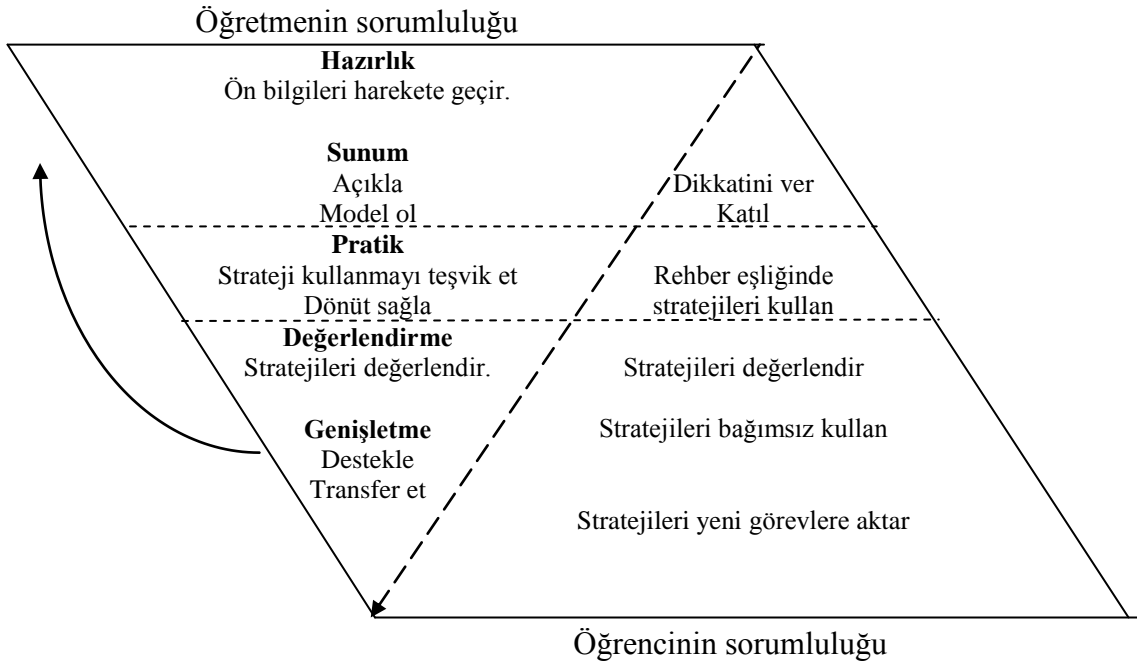 Öğretmenin sorumluluğu
Hazırlık
Ön bilgileri harekete geçir.
Sunum
Açıkla
Model ol
Dikkatini ver
Katıl
Pratik
Strateji kullanmayı teşvik et
Dönüt sağla
Rehber eşliğinde
stratejileri kullan
Değerlendirme
Stratejileri değerlendir.
Stratejileri değerlendir
Genişletme
Destekle
Transfer et
Stratejileri bağımsız kullan
Stratejileri yeni görevlere aktar
Öğrencinin sorumluluğu